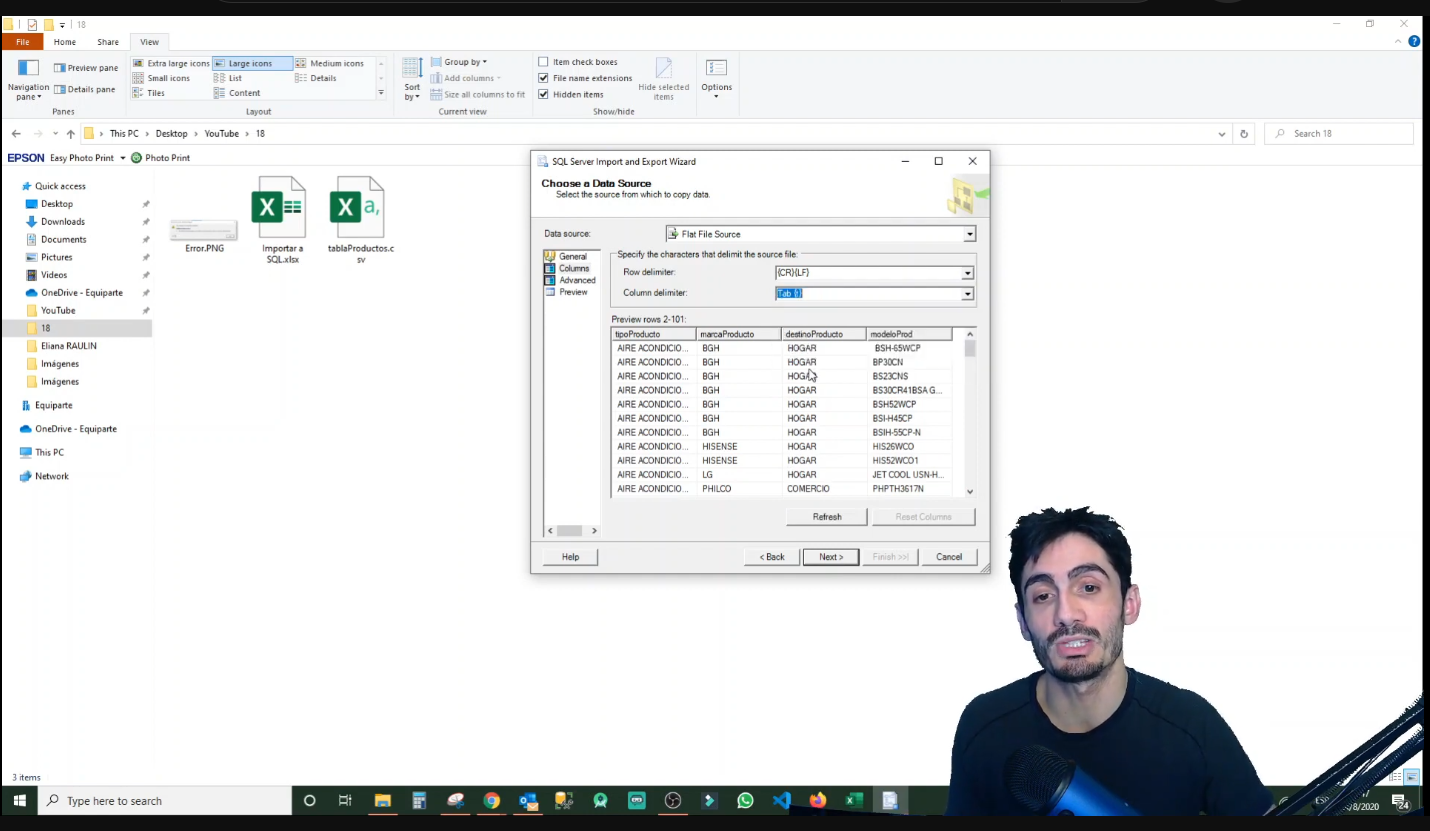 18
File Home Share View
Navigation pane
Preview pane
Details pane
Panes
Extra large icons Large icons Medium icons
Small icons List Details
Tiles Content
Layout
Sort by
Group by
Add columns
Size all columns to fit
Current view
Item check boxes
File name extensions
Hidden items
Hide selected items
Show/hide
Options
This PC > Desktop > YouTube > 18
Search 18
EPSON Easy Photo Print Photo Print
Quick access
Desktop
Downloads
Documents
Pictures
Videos
OneDrive - Equiparte
YouTube
18
Eliana RAULIN
Imágenes
Imágenes
Equiparte
OneDrive - Equiparte
This PC
Network
Error.PNG
Importar a
SQL.xlsx
tablaProductos.c
sv
SQL Server Import and Export Wizard
Choose a Data Source
Select the source from which to copy data.
Data source: Flat File Source
General
Columns
Advanced
Preview
Specify the characters that delimit the source file:
Row delimiter: {CR}{LF}
Column delimiter: Tab {t}
Preview rows 2-101:
tipoProducto marcaProducto destinoProducto modeloProd
AIRE ACONDICIO... BGH HOGAR BSH-65WCP
AIRE ACONDICIO... BGH HOGAR BP30CN
AIRE ACONDICIO... BGH HOGAR BS23CNS
AIRE ACONDICIO... BGH HOGAR BS30CR41BSA G...
AIRE ACONDICIO... BGH HOGAR BSH52WCP
AIRE ACONDICIO... BGH HOGAR BSI-H45CP
AIRE ACONDICIO... BGH HOGAR BSIH-55CP-N
AIRE ACONDICIO... HISENSE HOGAR HIS26WCO
AIRE ACONDICIO... HISENSE HOGAR HIS52WCO1
AIRE ACONDICIO... LG HOGAR JET COOL USN-H...
AIRE ACONDICIO... PHILCO COMERCIO PHPTH3617N
Refresh Reset Columns
Help < Back Next > Finish >>| Cancel
3 items
Type here to search
ESP
/8/2020
24